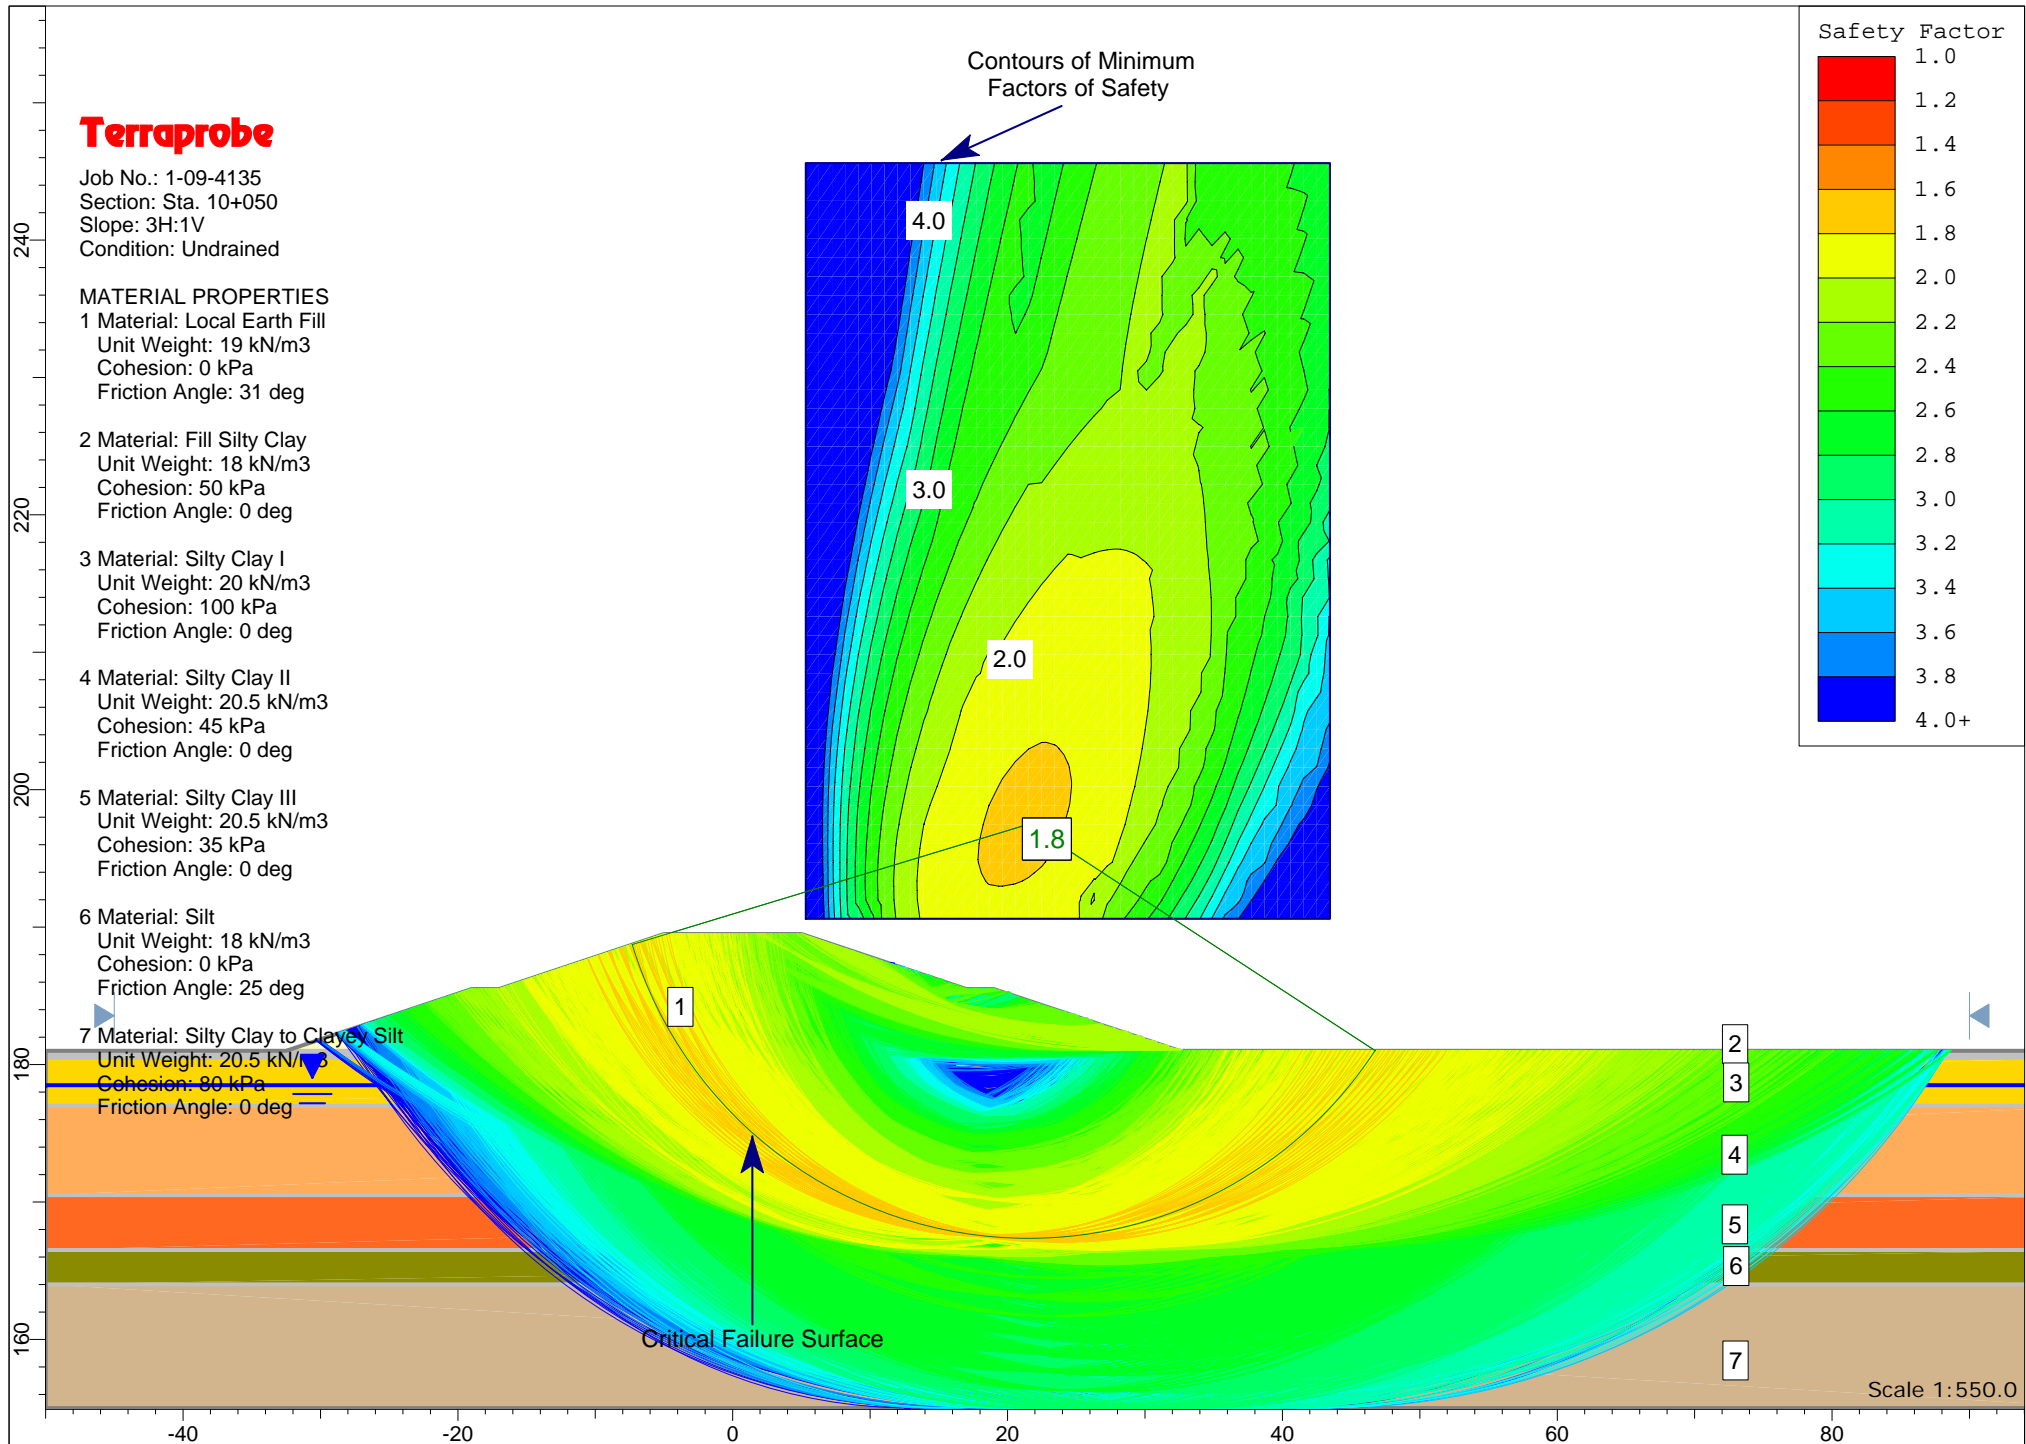 Terraprobe
Job No.: 1-09-4135
Section: Sta. 10+050
Slope: 3H:1V
Condition: Undrained
MATERIAL PROPERTIES
1 Material: Local Earth Fill
Unit Weight: 19 kN/m3
Cohesion: 0 kPa
Friction Angle: 31 deg
2 Material: Fill Silty Clay
Unit Weight: 18 kN/m3
Cohesion: 50 kPa
Friction Angle: 0 deg
3 Material: Silty Clay I
Unit Weight: 20 kN/m3
Cohesion: 100 kPa
Friction Angle: 0 deg
4 Material: Silty Clay II
Unit Weight: 20.5 kN/m3
Cohesion: 45 kPa
Friction Angle: 0 deg
5 Material: Silty Clay III
Unit Weight: 20.5 kN/m3
Cohesion: 35 kPa
Friction Angle: 0 deg
6 Material: Silt
Unit Weight: 18 kN/m3
Cohesion: 0 kPa
Friction Angle: 25 deg
7 Material: Silty Clay to Clayey Silt
Unit Weight: 20.5 kN/m3
Cohesion: 80 kPa
Friction Angle: 0 deg
Contours of Minimum
Factors of Safety
4.0
3.0
2.0
1.8
Safety Factor
1.0
1.2
1.4
1.6
1.8
2.0
2.2
2.4
2.6
2.8
3.0
3.2
3.4
3.6
3.8
4.0+
1
2
3
4
5
6
7
Critical Failure Surface
Scale 1:550.0
240
220
200
180
160
-40
-20
0
20
40
60
80